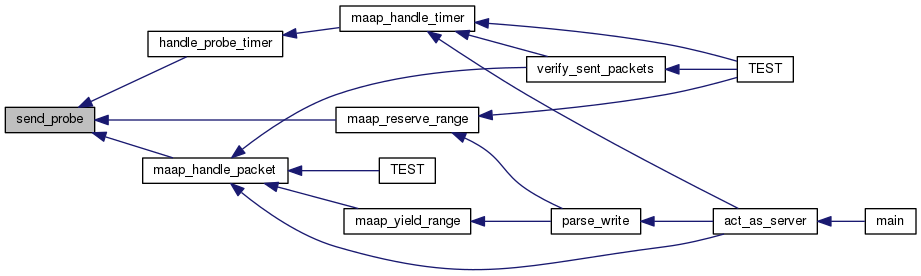 maap_handle_timer
handle_probe_timer
verify_sent_packets
TEST
send_probe
maap_reserve_range
maap_handle_packet
TEST
maap_yield_range
parse_write
act_as_server
main